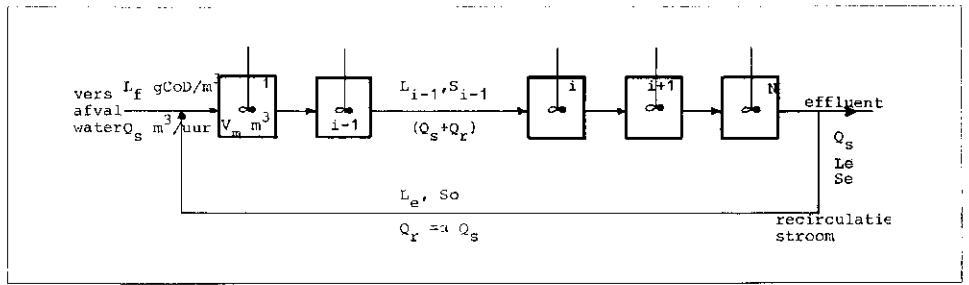 vers L_f gCoD/m³
afval
water Q_s m³/uur
1
V_m m³
i-1
L_{i-1}, S_{i-1}
(Q_s+Q_r)
i
i+1
N
effluent
Q_s
Le
Se
L_e, So
Q_r = α Q_s
recirculatie
stroom